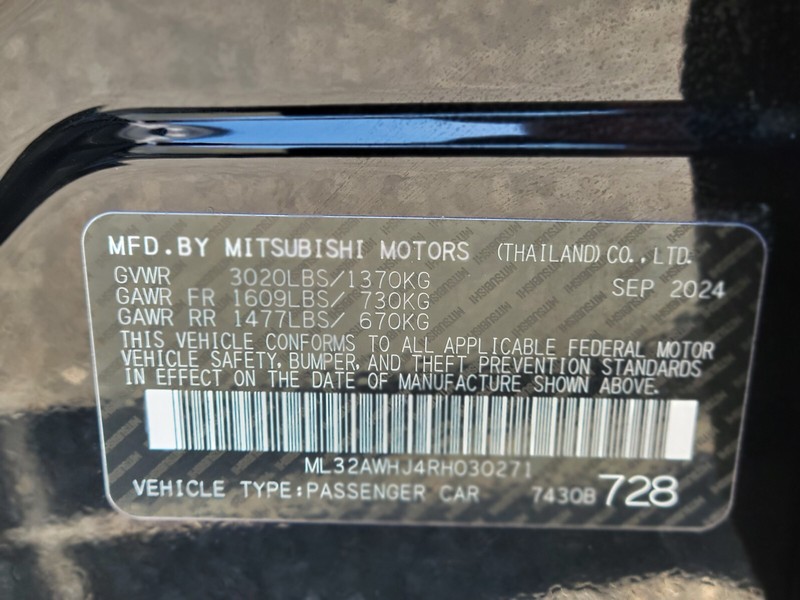 MFD.BY MITSUBISHI MOTORS (THAILAND) CO., LTD.
GVWR 3020LBS/1370KG SEP 2024
GAWR FR 1609LBS/ 730KG
GAWR RR 1477LBS/ 670KG
THIS VEHICLE CONFORMS TO ALL APPLICABLE FEDERAL MOTOR
VEHICLE SAFETY, BUMPER, AND THEFT PREVENTION STANDARDS
IN EFFECT ON THE DATE OF MANUFACTURE SHOWN ABOVE.
ML32AWHJ4RH030271
VEHICLE TYPE:PASSENGER CAR 7430B 728